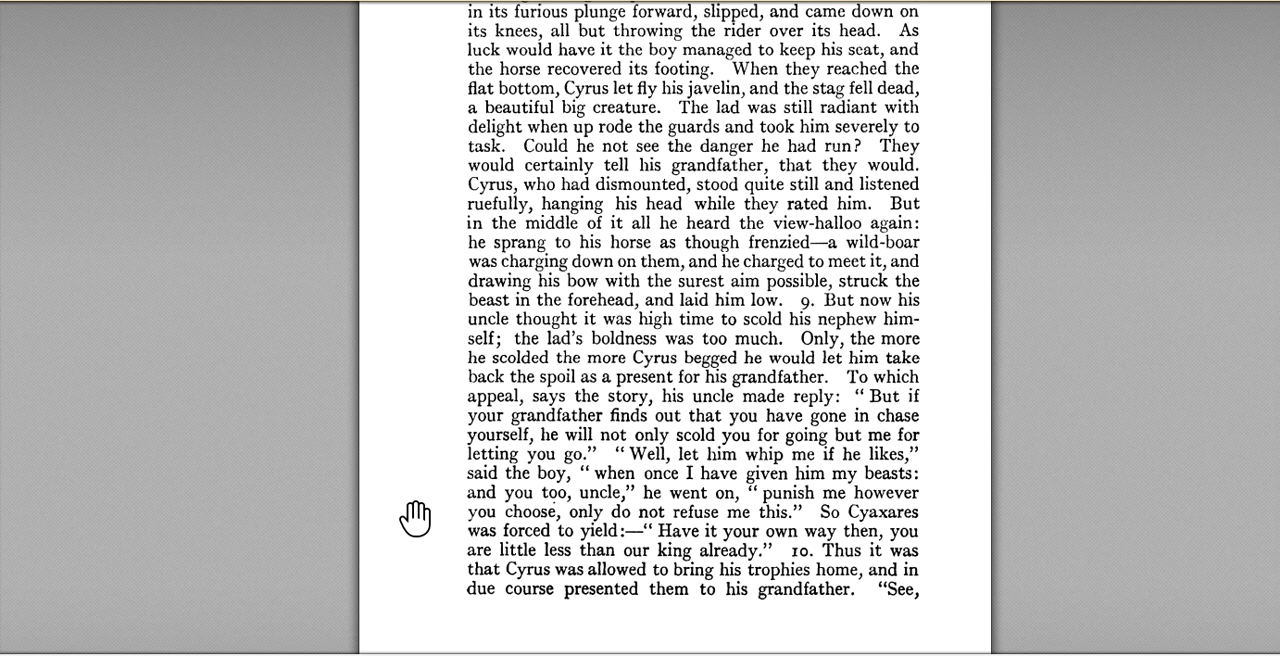 in its furious plunge forward, slipped, and came down on
its knees, all but throwing the rider over its head. As
luck would have it the boy managed to keep his seat, and
the horse recovered its footing. When they reached the
flat bottom, Cyrus let fly his javelin, and the stag fell dead,
a beautiful big creature. The lad was still radiant with
delight when up rode the guards and took him severely to
task. Could he not see the danger he had run? They
would certainly tell his grandfather, that they would.
Cyrus, who had dismounted, stood quite still and listened
ruefully, hanging his head while they rated him. But
in the middle of it all he heard the view-halloo again:
he sprang to his horse as though frenzied—a wild-boar
was charging down on them, and he charged to meet it, and
drawing his bow with the surest aim possible, struck the
beast in the forehead, and laid him low. 9. But now his
uncle thought it was high time to scold his nephew him-
self; the lad's boldness was too much. Only, the more
he scolded the more Cyrus begged he would let him take
back the spoil as a present for his grandfather. To which
appeal, says the story, his uncle made reply: “ But if
your grandfather finds out that you have gone in chase
yourself, he will not only scold you for going but me for
letting you go.” “ Well, let him whip me if he likes,”
said the boy, “ when once I have given him my beasts:
and you too, uncle,” he went on, “ punish me however
you choose, only do not refuse me this.” So Cyaxares
was forced to yield:—“ Have it your own way then, you
are little less than our king already.” 10. Thus it was
that Cyrus was allowed to bring his trophies home, and in
due course presented them to his grandfather. “See,